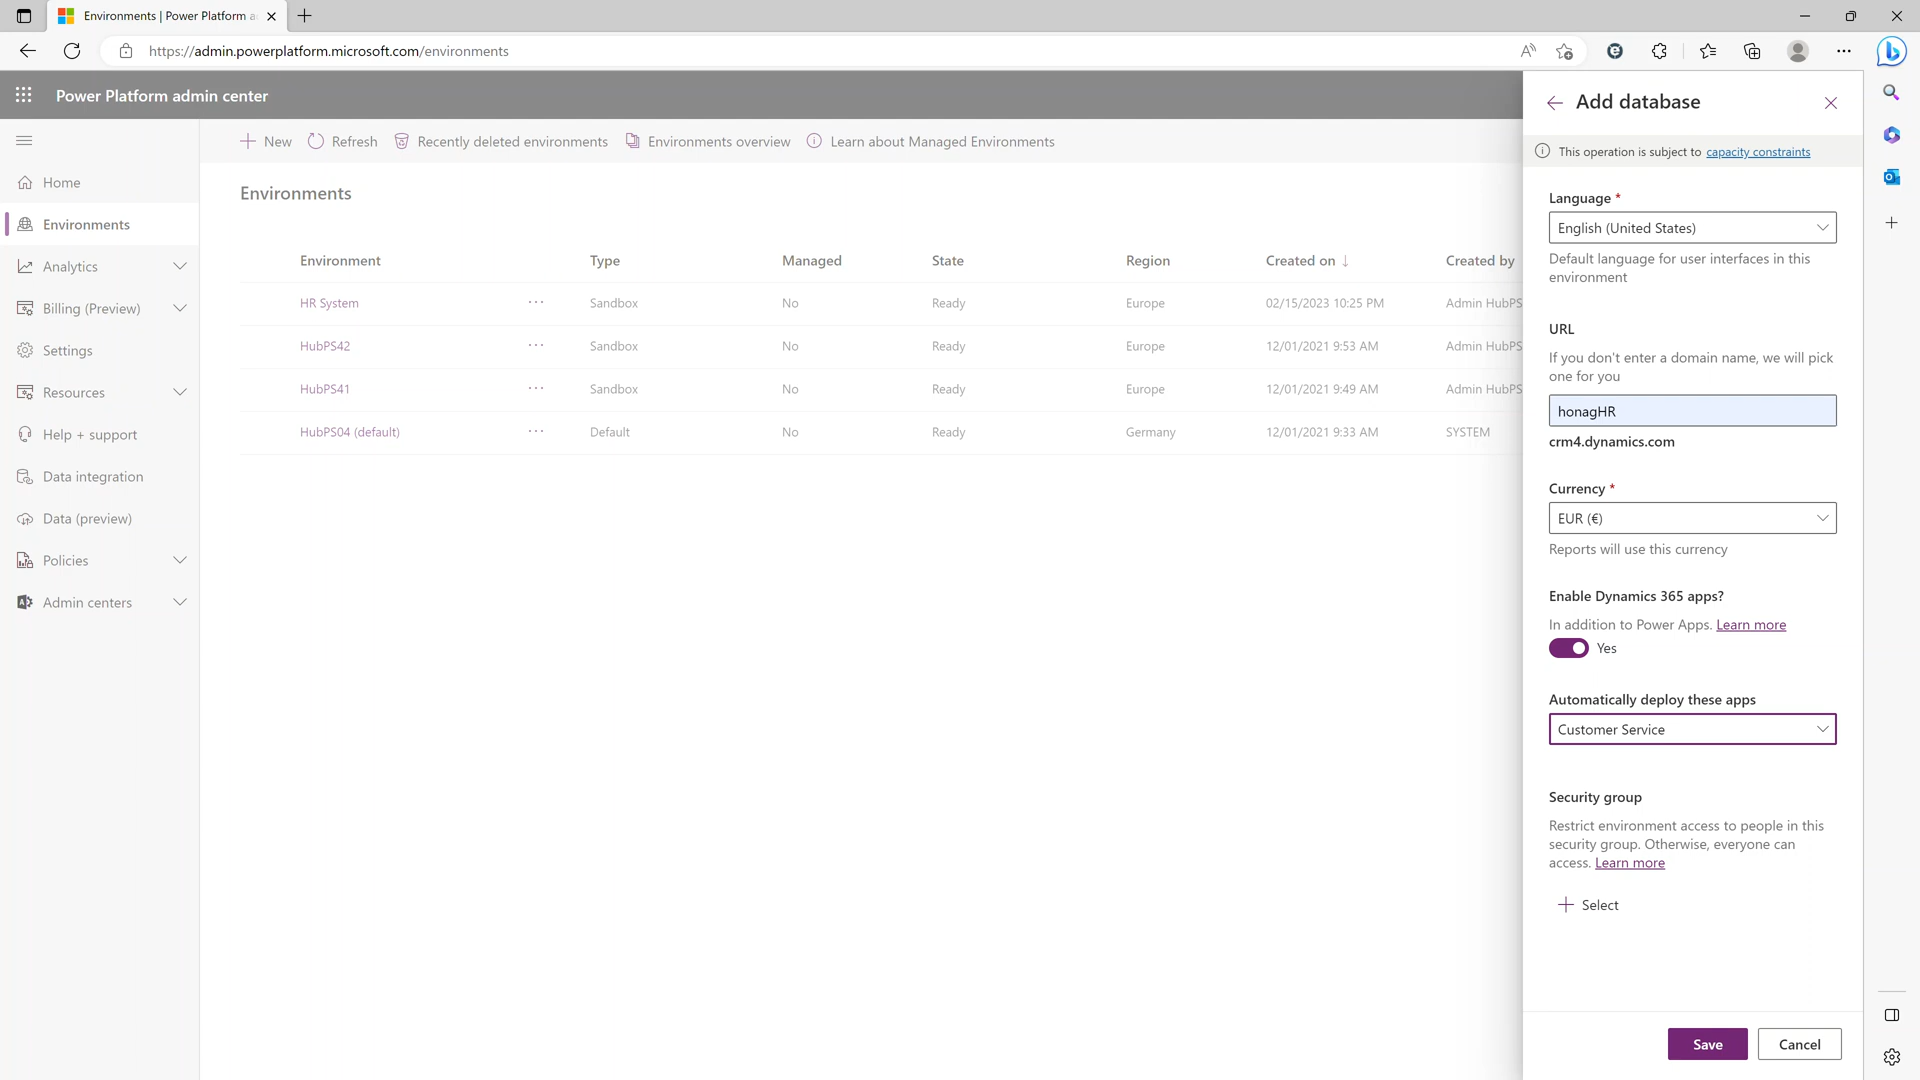 Environments | Power Platform a
https://admin.powerplatform.microsoft.com/environments
Power Platform admin center
New
Refresh
Recently deleted environments
Environments overview
Learn about Managed Environments
Home
Environments
Analytics
Billing (Preview)
Settings
Resources
Help + support
Data integration
Data (preview)
Policies
Admin centers
Environments
Environment Type Managed State Region Created on ↓ Created by
HR System ... Sandbox No Ready Europe 02/15/2023 10:25 PM Admin HubPS
HubPS42 ... Sandbox No Ready Europe 12/01/2021 9:53 AM Admin HubPS
HubPS41 ... Sandbox No Ready Europe 12/01/2021 9:49 AM Admin HubPS
HubPS04 (default) ... Default No Ready Germany 12/01/2021 9:33 AM SYSTEM
Add database
This operation is subject to capacity constraints
Language *
English (United States)
Default language for user interfaces in this
environment
URL
If you don't enter a domain name, we will pick
one for you
honagHR
crm4.dynamics.com
Currency *
EUR (€)
Reports will use this currency
Enable Dynamics 365 apps?
In addition to Power Apps. Learn more
Yes
Automatically deploy these apps
Customer Service
Security group
Restrict environment access to people in this
security group. Otherwise, everyone can
access. Learn more
Select
Save
Cancel